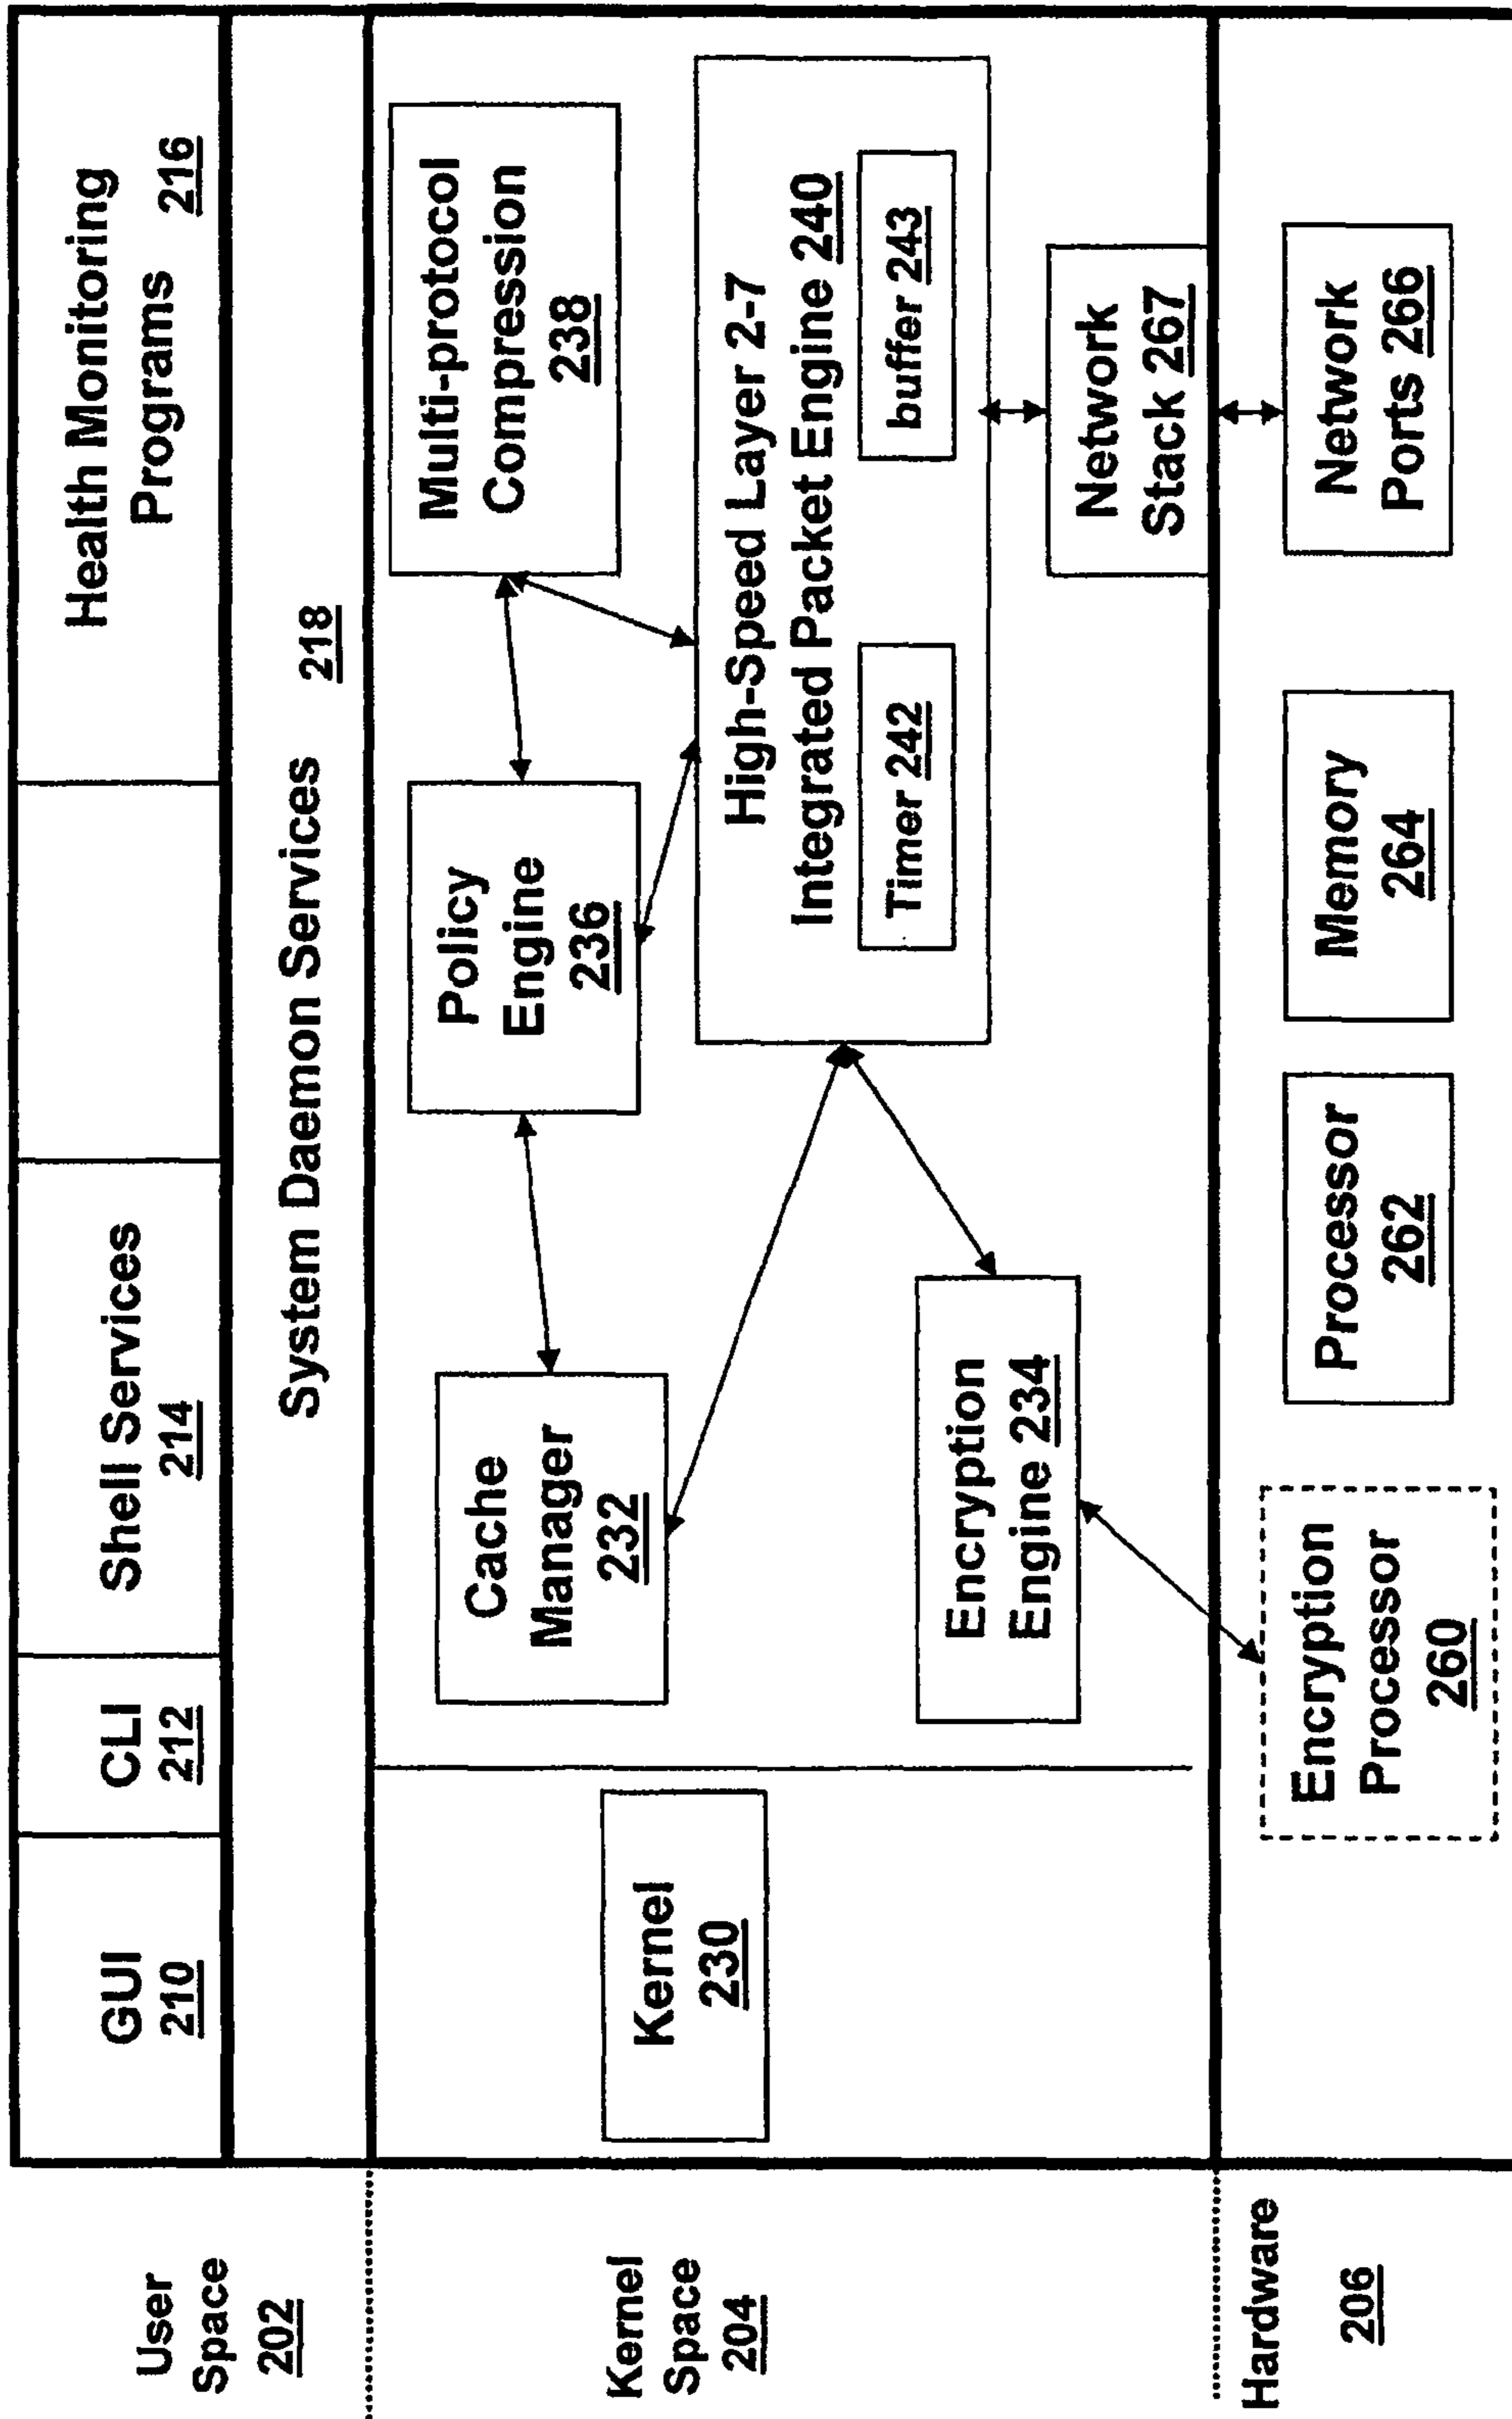 User
Space
202
GUI
210
CLI
212
Shell Services
214
Health Monitoring
Programs 216
System Daemon Services 218
Kernel
Space
204
Kernel
230
Cache
Manager
232
Policy
Engine
236
Multi-protocol
Compression
238
High-Speed Layer 2-7
Integrated Packet Engine 240
Timer 242
buffer 243
Encryption
Engine 234
Network
Stack 267
Hardware
206
Encryption
Processor
260
Processor
262
Memory
264
Network
Ports 266